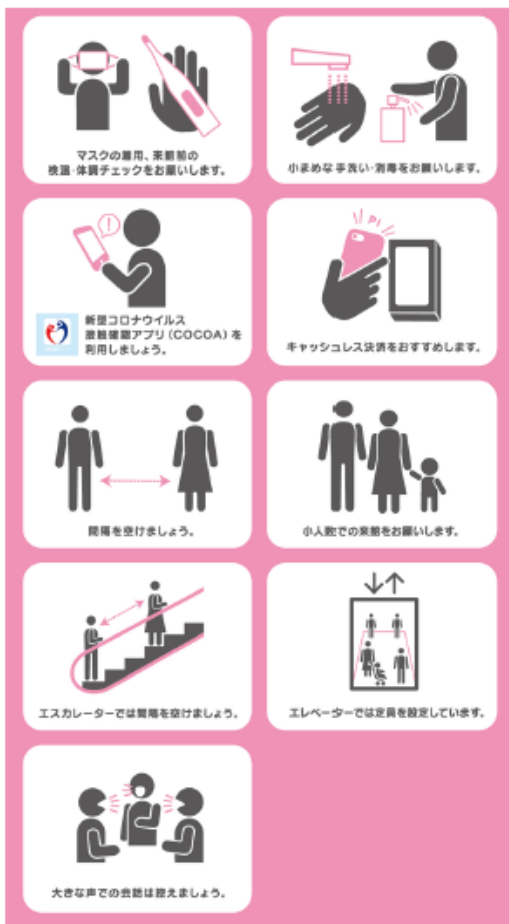 マスクの着用、来館前の
検温・体調チェックをお願いします。
小まめな手洗い・消毒をお願いします。
新型コロナウイルス
接触確認アプリ（COCOA）を
利用しましょう。
PI
キャッシュレス決済をおすすめします。
間隔を空けましょう。
小人数での来館をお願いします。
エスカレーターでは間隔を空けましょう。
エレベーターでは定員を設定しています。
大きな声での会話は控えましょう。